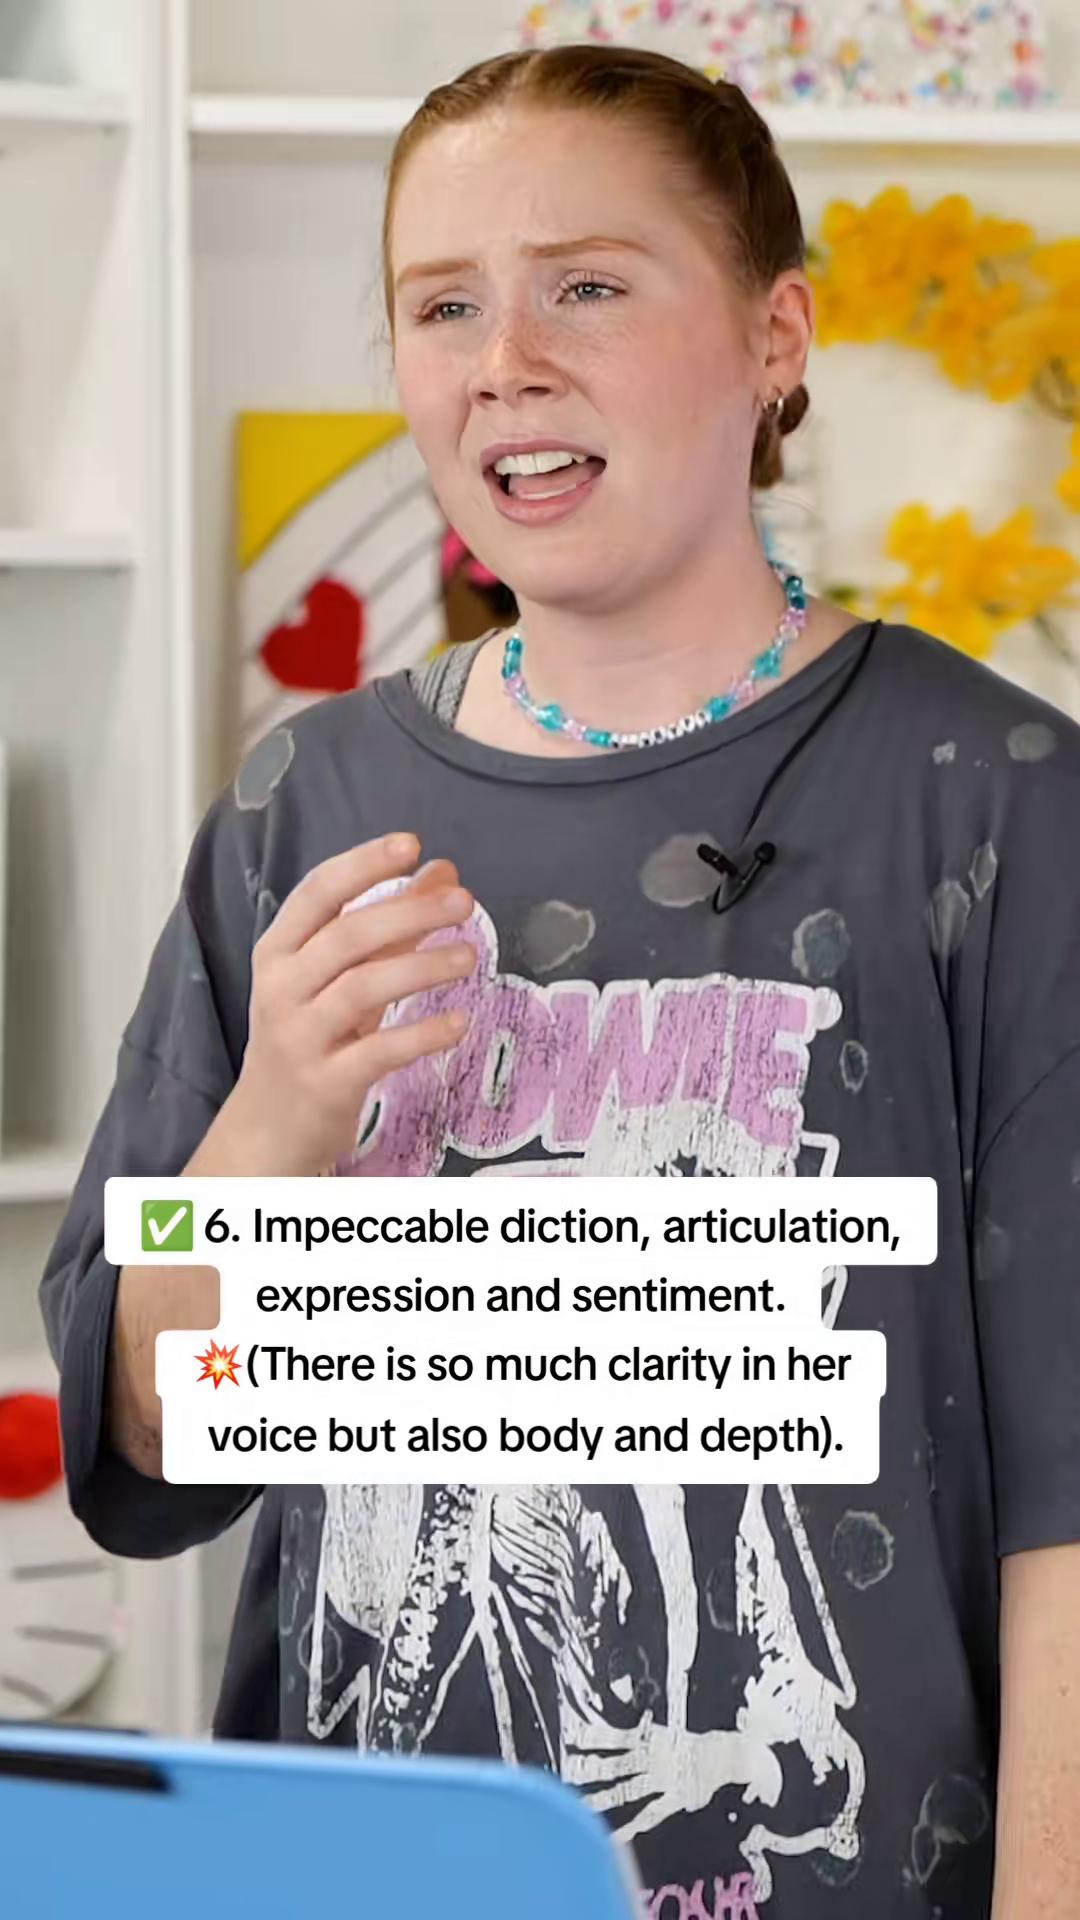 BOWIE
✅ 6. Impeccable diction, articulation,
expression and sentiment.
💥(There is so much clarity in her
voice but also body and depth).
TOUR